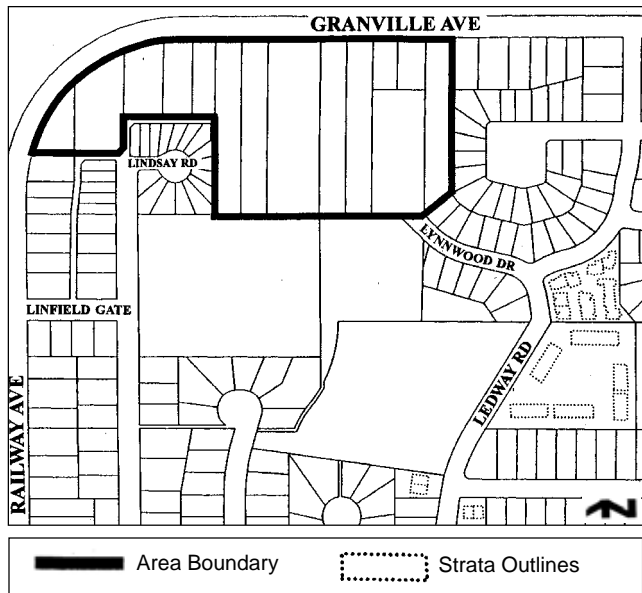 GRANVILLE AVE
LINDSAY RD
LYNNWOOD DR
LINFIELD GATE
LEDWAY RD
RAILWAY AVE
N
Area Boundary
Strata Outlines